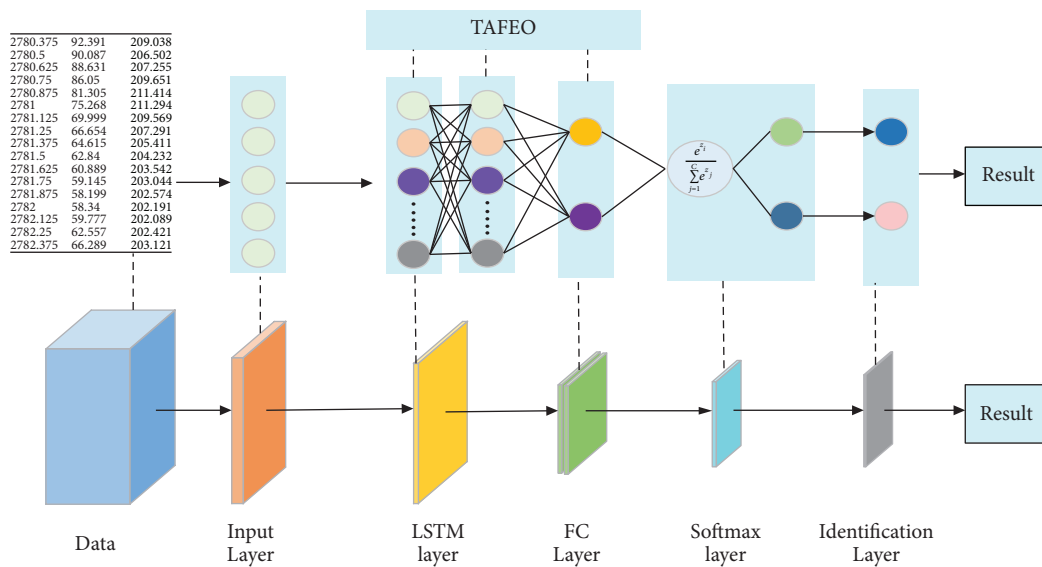 TAFEO
2780.375 92.391 209.038
2780.5 90.087 206.502
2780.625 88.631 207.255
2780.75 86.05 209.651
2780.875 81.305 211.414
2781 75.268 211.294
2781.125 69.999 209.569
2781.25 66.654 207.291
2781.375 64.615 205.411
2781.5 62.84 204.232
2781.625 60.889 203.542
2781.75 59.145 203.044
2781.875 58.199 202.574
2782 58.34 202.191
2782.125 59.777 202.089
2782.25 62.557 202.421
2782.375 66.289 203.121
e^{z_i}
C
∑ e^{z_j}
j=1
Result
Result
Data
Input
Layer
LSTM
layer
FC
Layer
Softmax
layer
Identification
Layer